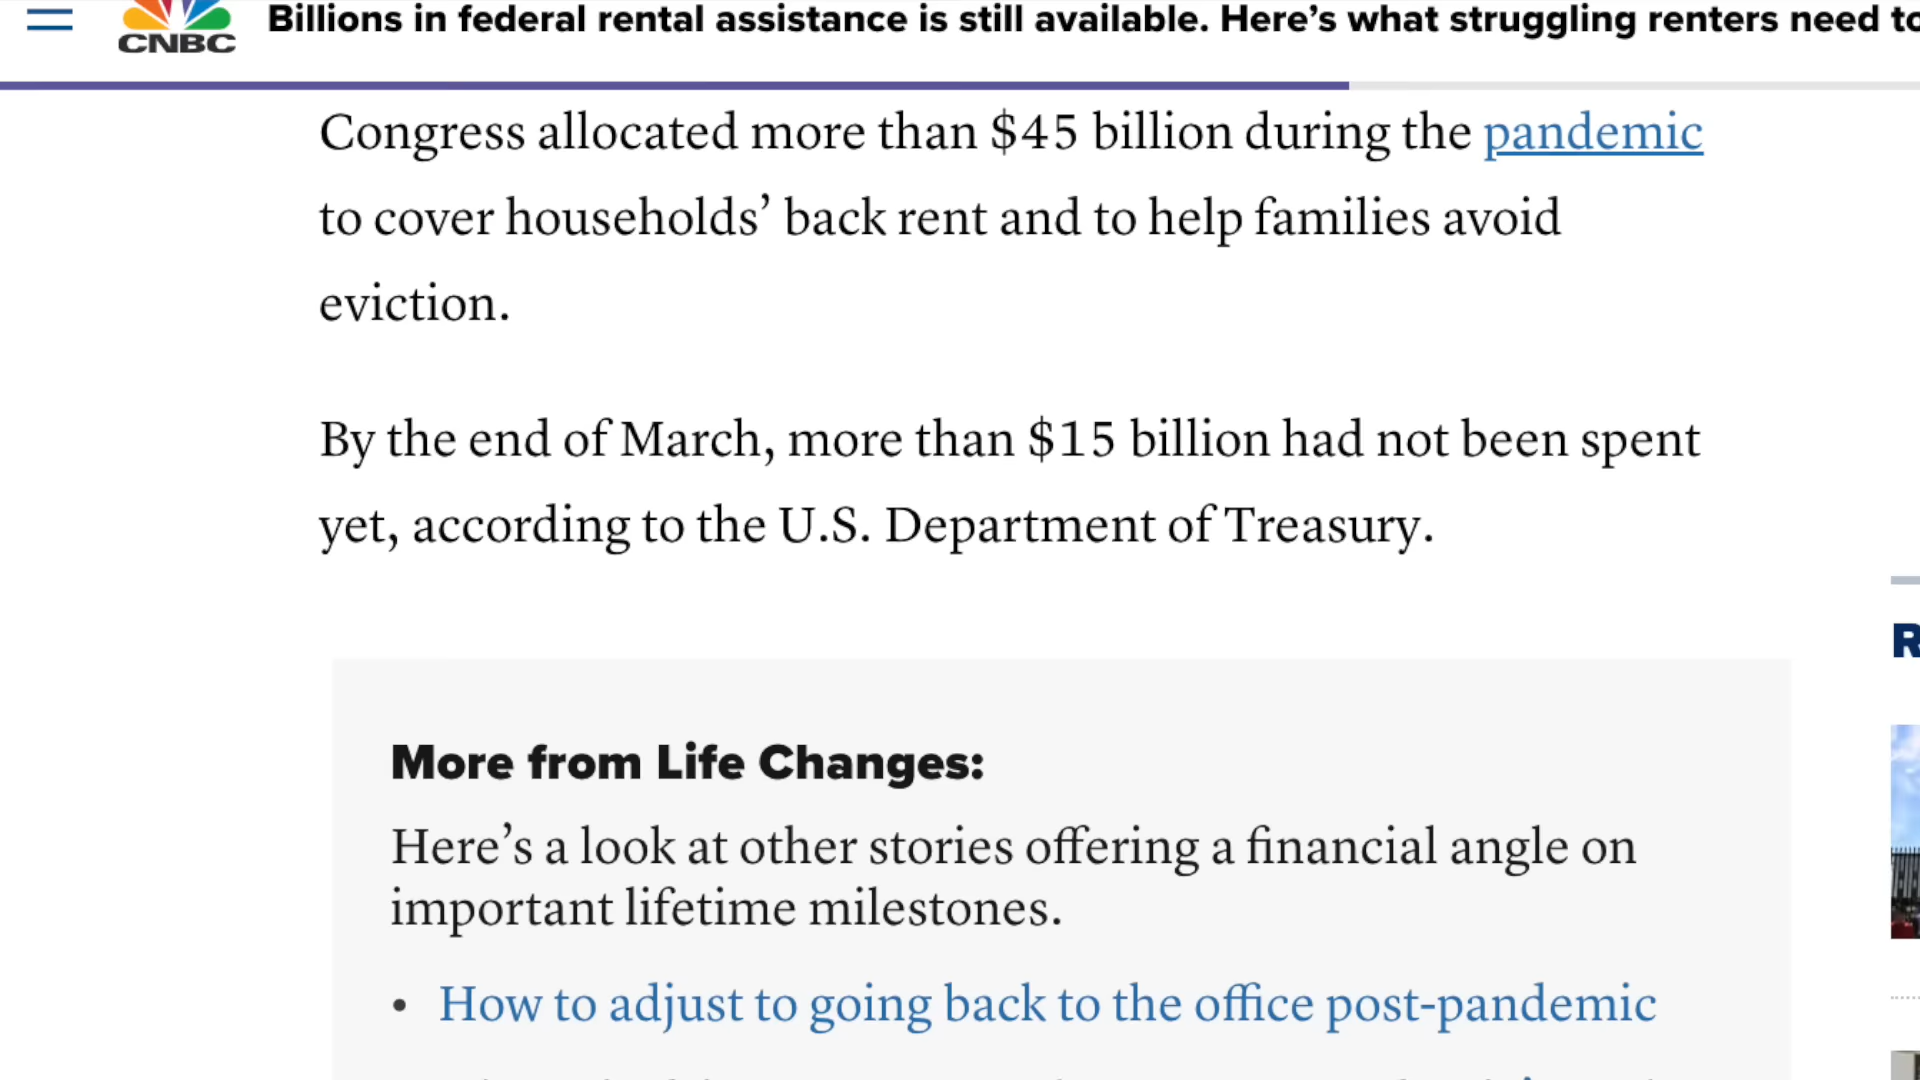 CNBC
Billions in federal rental assistance is still available. Here’s what struggling renters need to
Congress allocated more than $45 billion during the pandemic
to cover households’ back rent and to help families avoid
eviction.
By the end of March, more than $15 billion had not been spent
yet, according to the U.S. Department of Treasury.
R
More from Life Changes:
Here’s a look at other stories offering a financial angle on
important lifetime milestones.
• How to adjust to going back to the office post-pandemic